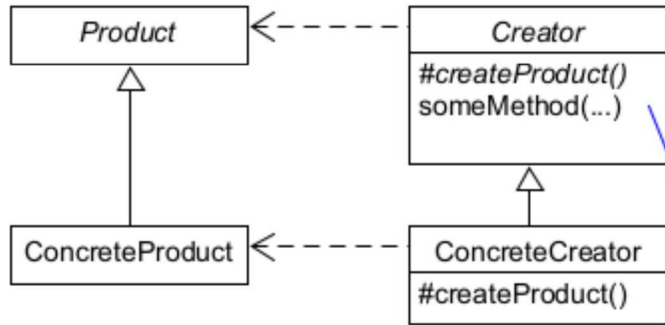 Product
Creator
#createProduct()
someMethod(...)
ConcreteProduct
ConcreteCreator
#createProduct()